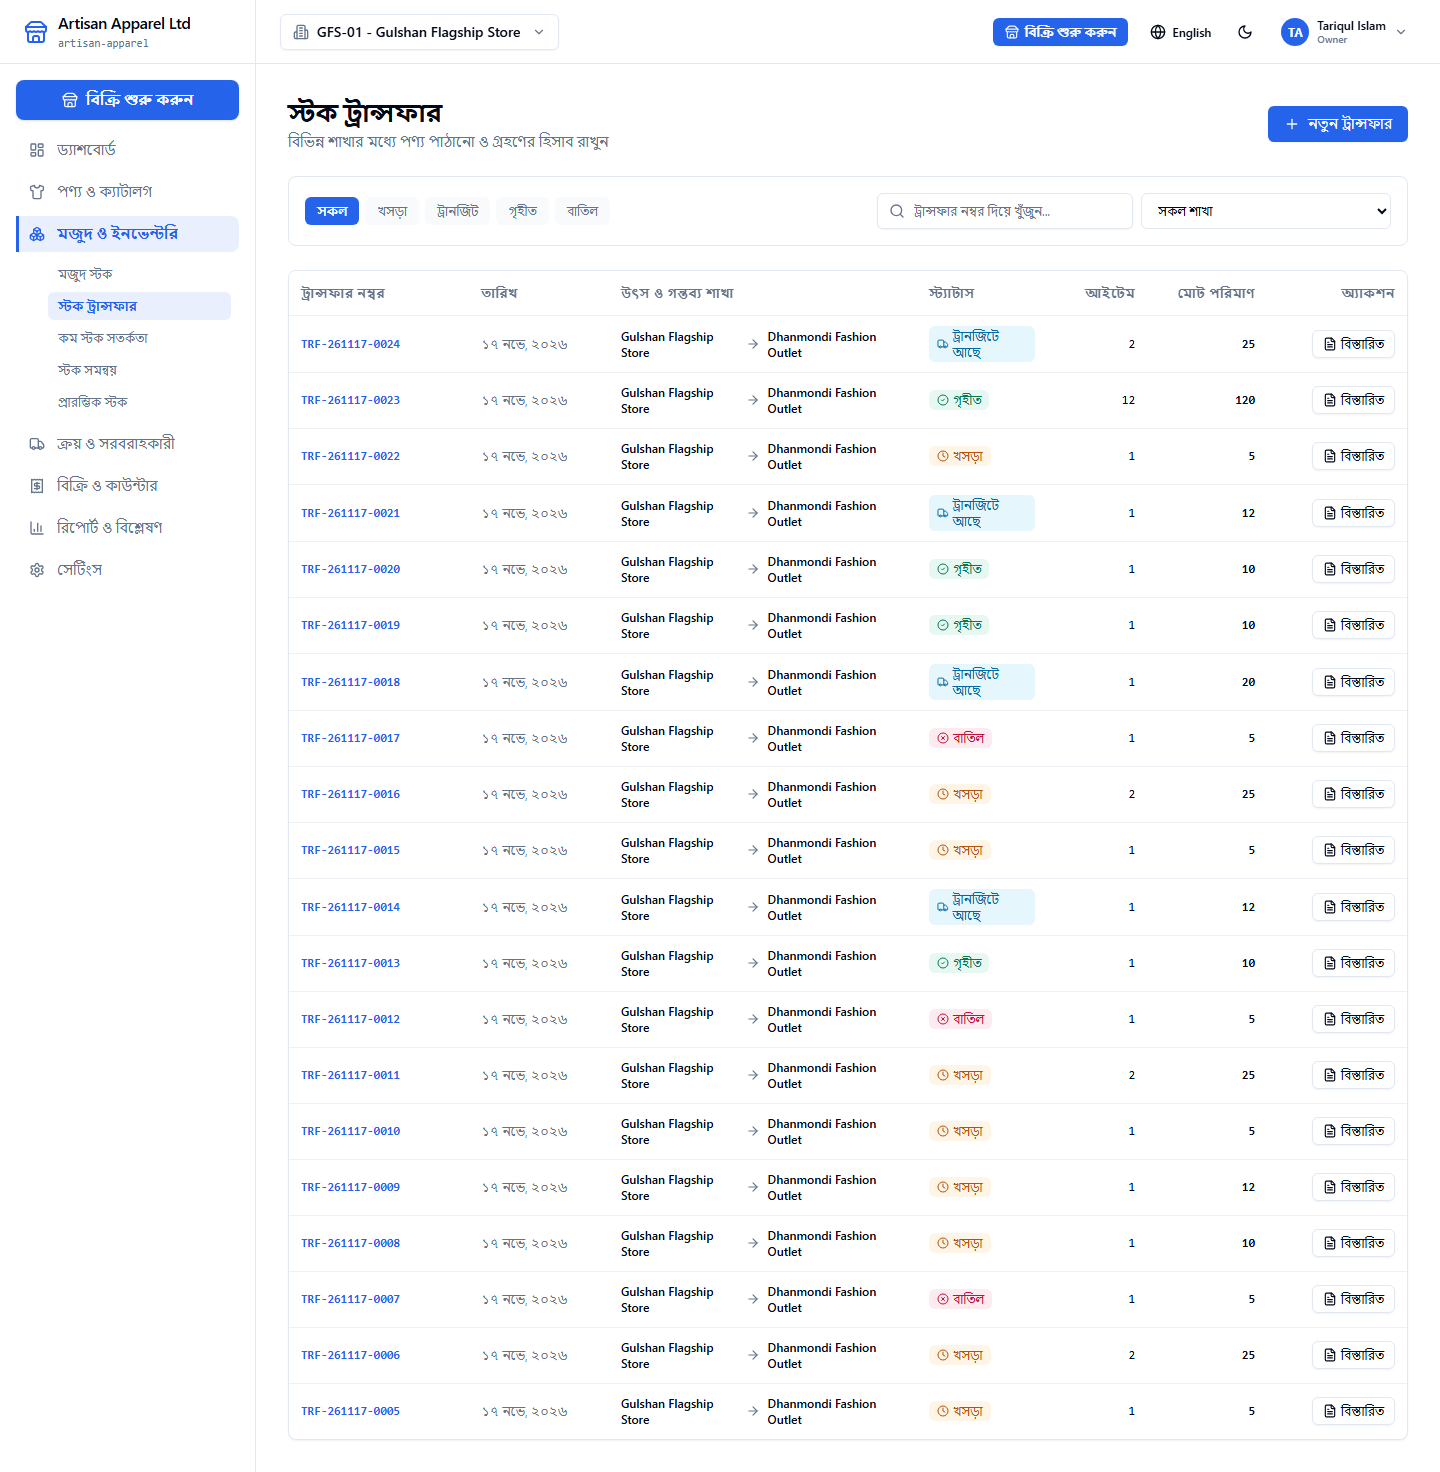 Artisan Apparel Ltd
artisan-apparel
GFS-01 - Gulshan Flagship Store
বিক্রি শুরু করুন
English
TA
Tariqul Islam
Owner
বিক্রি শুরু করুন
ড্যাশবোর্ড
পণ্য ও ক্যাটালগ
মজুদ ও ইনভেন্টরি
মজুদ স্টক
স্টক ট্রান্সফার
কম স্টক সতর্কতা
স্টক সমন্বয়
প্রারম্ভিক স্টক
ক্রয় ও সরবরাহকারী
বিক্রি ও কাউন্টার
রিপোর্ট ও বিশ্লেষণ
সেটিংস
স্টক ট্রান্সফার
বিভিন্ন শাখার মধ্যে পণ্য পাঠানো ও গ্রহণের হিসাব রাখুন
নতুন ট্রান্সফার
সকল খসড়া ট্রানজিট গৃহীত বাতিল
ট্রান্সফার নম্বর দিয়ে খুঁজুন...
সকল শাখা
ট্রান্সফার নম্বর তারিখ উৎস ও গন্তব্য শাখা স্ট্যাটাস আইটেম মোট পরিমাণ অ্যাকশন
TRF-261117-0024 ১৭ নভে, ২০২৬ Gulshan Flagship Store Dhanmondi Fashion Outlet ট্রানজিটে আছে 2 25 বিস্তারিত
TRF-261117-0023 ১৭ নভে, ২০২৬ Gulshan Flagship Store Dhanmondi Fashion Outlet গৃহীত 12 120 বিস্তারিত
TRF-261117-0022 ১৭ নভে, ২০২৬ Gulshan Flagship Store Dhanmondi Fashion Outlet খসড়া 1 5 বিস্তারিত
TRF-261117-0021 ১৭ নভে, ২০২৬ Gulshan Flagship Store Dhanmondi Fashion Outlet ট্রানজিটে আছে 1 12 বিস্তারিত
TRF-261117-0020 ১৭ নভে, ২০২৬ Gulshan Flagship Store Dhanmondi Fashion Outlet গৃহীত 1 10 বিস্তারিত
TRF-261117-0019 ১৭ নভে, ২০২৬ Gulshan Flagship Store Dhanmondi Fashion Outlet গৃহীত 1 10 বিস্তারিত
TRF-261117-0018 ১৭ নভে, ২০২৬ Gulshan Flagship Store Dhanmondi Fashion Outlet ট্রানজিটে আছে 1 20 বিস্তারিত
TRF-261117-0017 ১৭ নভে, ২০২৬ Gulshan Flagship Store Dhanmondi Fashion Outlet বাতিল 1 5 বিস্তারিত
TRF-261117-0016 ১৭ নভে, ২০২৬ Gulshan Flagship Store Dhanmondi Fashion Outlet খসড়া 2 25 বিস্তারিত
TRF-261117-0015 ১৭ নভে, ২০২৬ Gulshan Flagship Store Dhanmondi Fashion Outlet খসড়া 1 5 বিস্তারিত
TRF-261117-0014 ১৭ নভে, ২০২৬ Gulshan Flagship Store Dhanmondi Fashion Outlet ট্রানজিটে আছে 1 12 বিস্তারিত
TRF-261117-0013 ১৭ নভে, ২০২৬ Gulshan Flagship Store Dhanmondi Fashion Outlet গৃহীত 1 10 বিস্তারিত
TRF-261117-0012 ১৭ নভে, ২০২৬ Gulshan Flagship Store Dhanmondi Fashion Outlet বাতিল 1 5 বিস্তারিত
TRF-261117-0011 ১৭ নভে, ২০২৬ Gulshan Flagship Store Dhanmondi Fashion Outlet খসড়া 2 25 বিস্তারিত
TRF-261117-0010 ১৭ নভে, ২০২৬ Gulshan Flagship Store Dhanmondi Fashion Outlet খসড়া 1 5 বিস্তারিত
TRF-261117-0009 ১৭ নভে, ২০২৬ Gulshan Flagship Store Dhanmondi Fashion Outlet খসড়া 1 12 বিস্তারিত
TRF-261117-0008 ১৭ নভে, ২০২৬ Gulshan Flagship Store Dhanmondi Fashion Outlet খসড়া 1 10 বিস্তারিত
TRF-261117-0007 ১৭ নভে, ২০২৬ Gulshan Flagship Store Dhanmondi Fashion Outlet বাতিল 1 5 বিস্তারিত
TRF-261117-0006 ১৭ নভে, ২০২৬ Gulshan Flagship Store Dhanmondi Fashion Outlet খসড়া 2 25 বিস্তারিত
TRF-261117-0005 ১৭ নভে, ২০২৬ Gulshan Flagship Store Dhanmondi Fashion Outlet খসড়া 1 5 বিস্তারিত